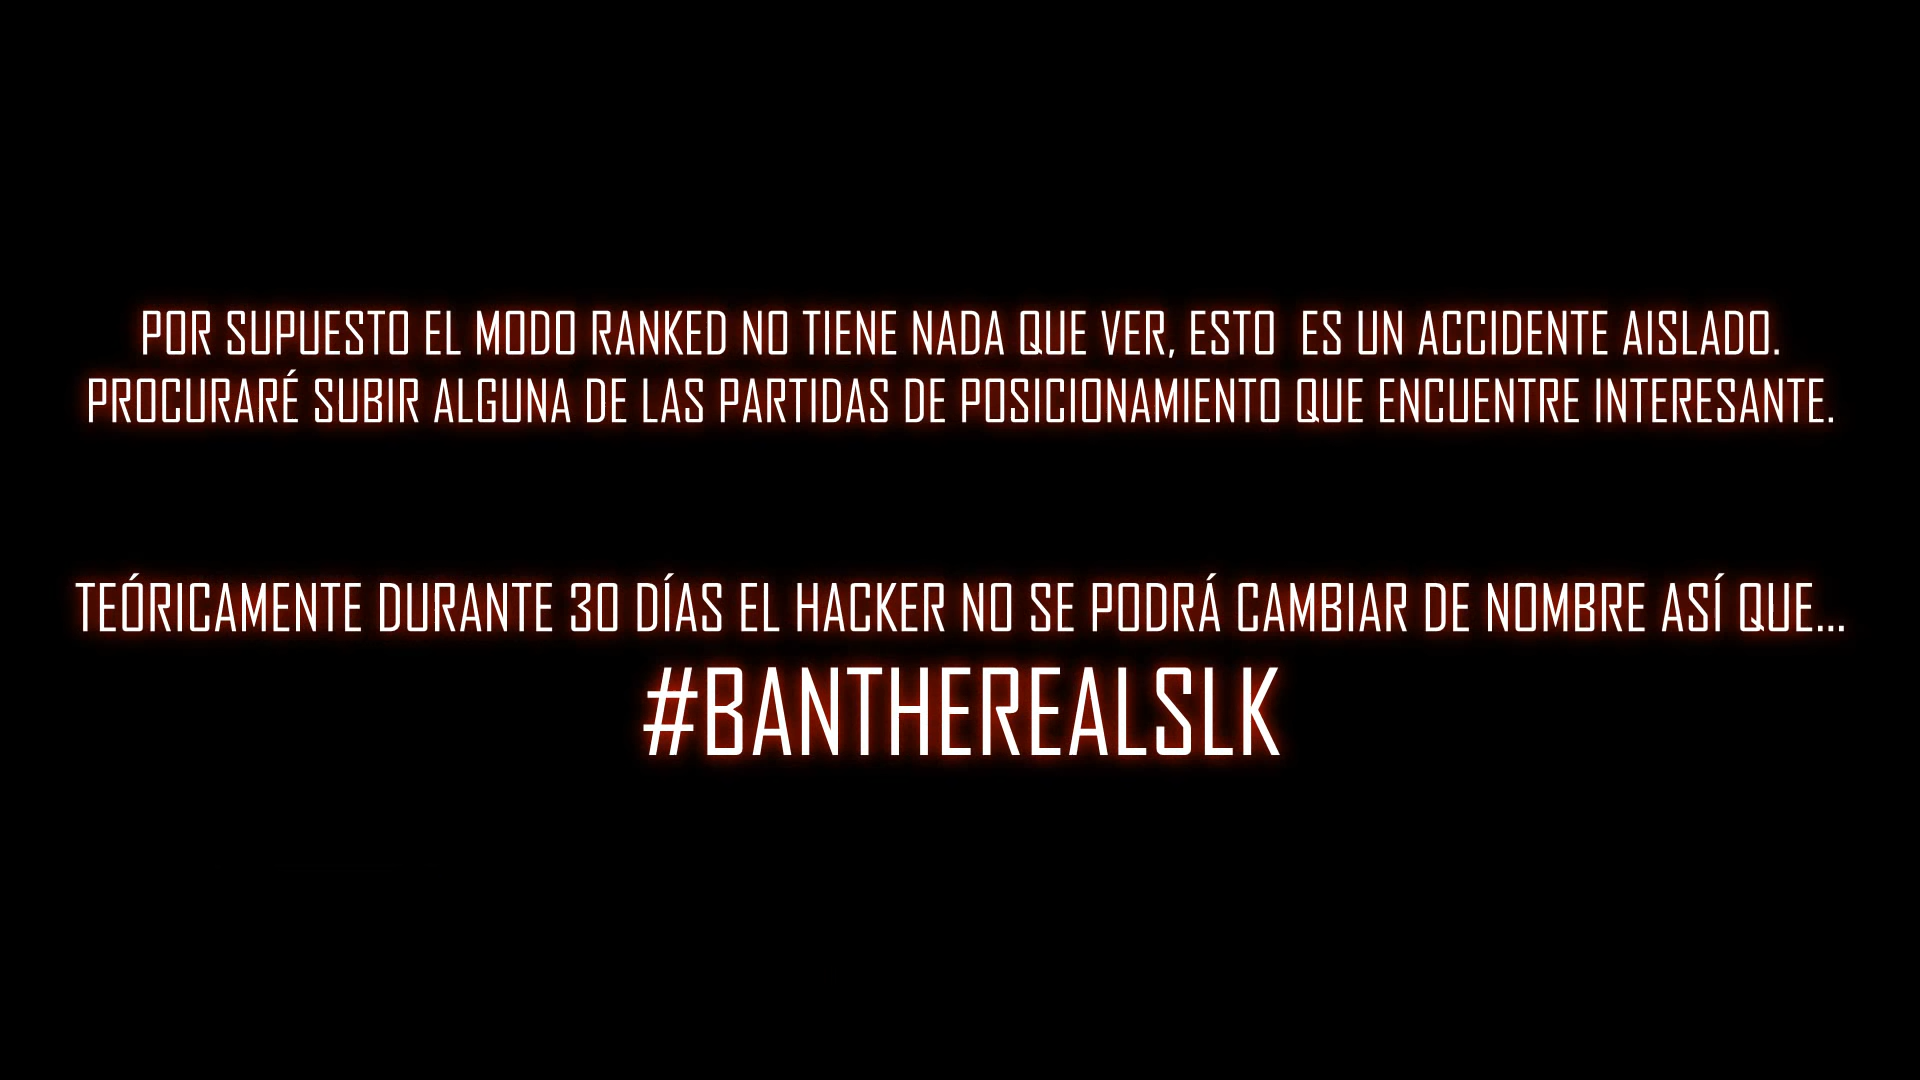 POR SUPUESTO EL MODO RANKED NO TIENE NADA QUE VER, ESTO  ES UN ACCIDENTE AISLADO.
PROCURARÉ SUBIR ALGUNA DE LAS PARTIDAS DE POSICIONAMIENTO QUE ENCUENTRE INTERESANTE.
TEÓRICAMENTE DURANTE 30 DÍAS EL HACKER NO SE PODRÁ CAMBIAR DE NOMBRE ASÍ QUE...
#BANTHEREALSLK